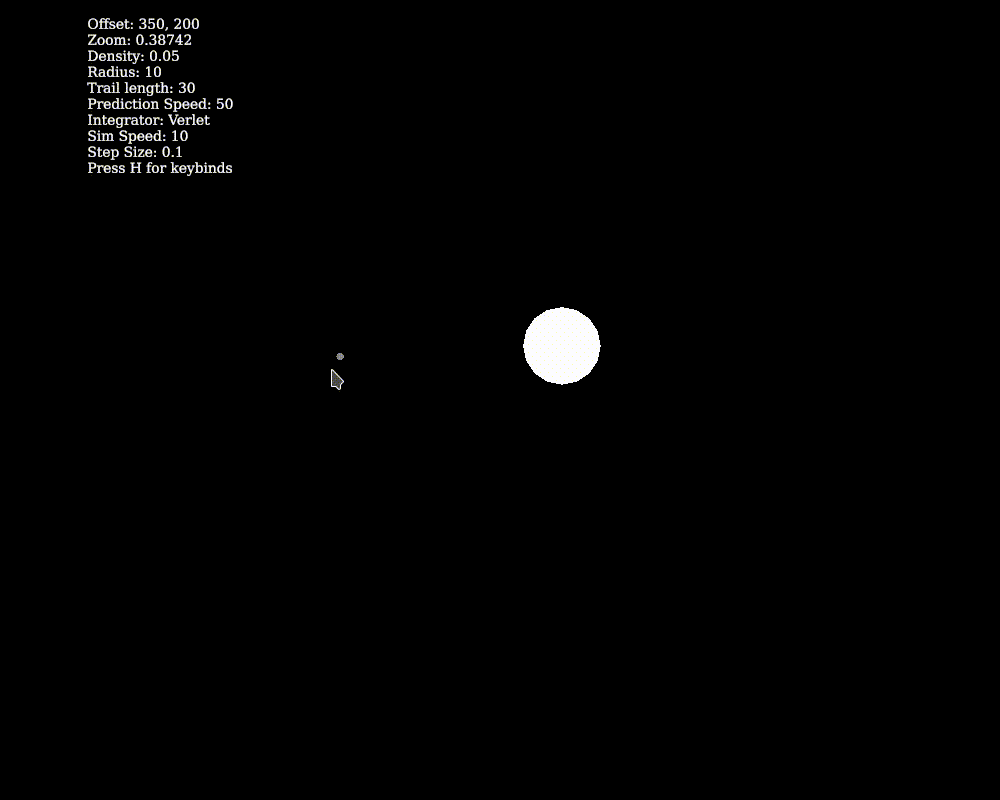 Offset: 350, 200
Zoom: 0.38742
Density: 0.05
Radius: 10
Trail length: 30
Prediction Speed: 50
Integrator: Verlet
Sim Speed: 10
Step Size: 0.1
Press H for keybinds